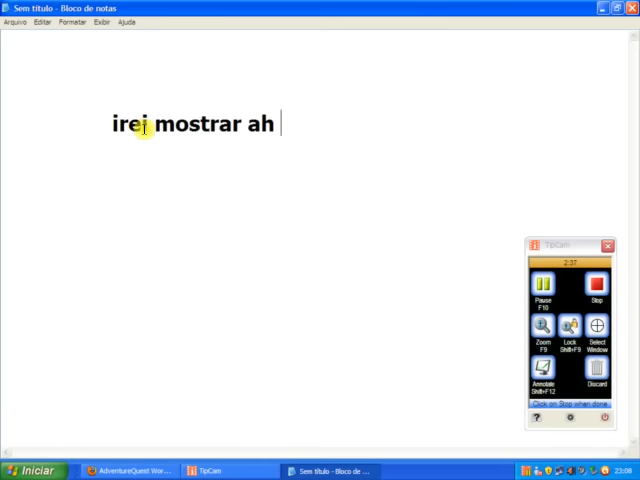 Sem título - Bloco de notas
Arquivo Editar Formatar Exibir Ajuda
irei mostrar ah
TipCam
2:37
Pause F10
Stop
Zoom F9
Lock Shift+F9
Select Window
Annotate Shift+F12
Discard
Click on Stop when done
?
Iniciar
AdventureQuest Wor...
TipCam
Sem título - Bloco de ...
23:08